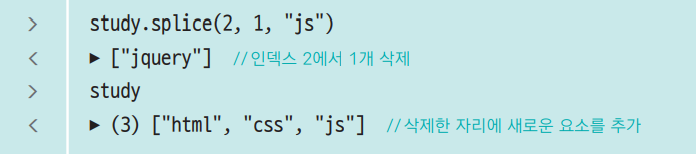 > study.splice(2, 1, "js")
< ▶ ["jquery"] //인덱스 2에서 1개 삭제
> study
< ▶ (3) ["html", "css", "js"] //삭제한 자리에 새로운 요소를 추가